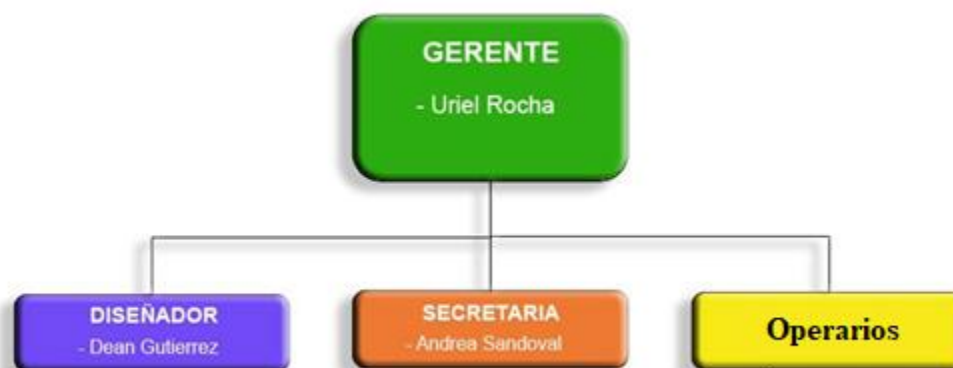 GERENTE
- Uriel Rocha
DISEÑADOR
- Dean Gutierrez
SECRETARIA
- Andrea Sandoval
Operarios